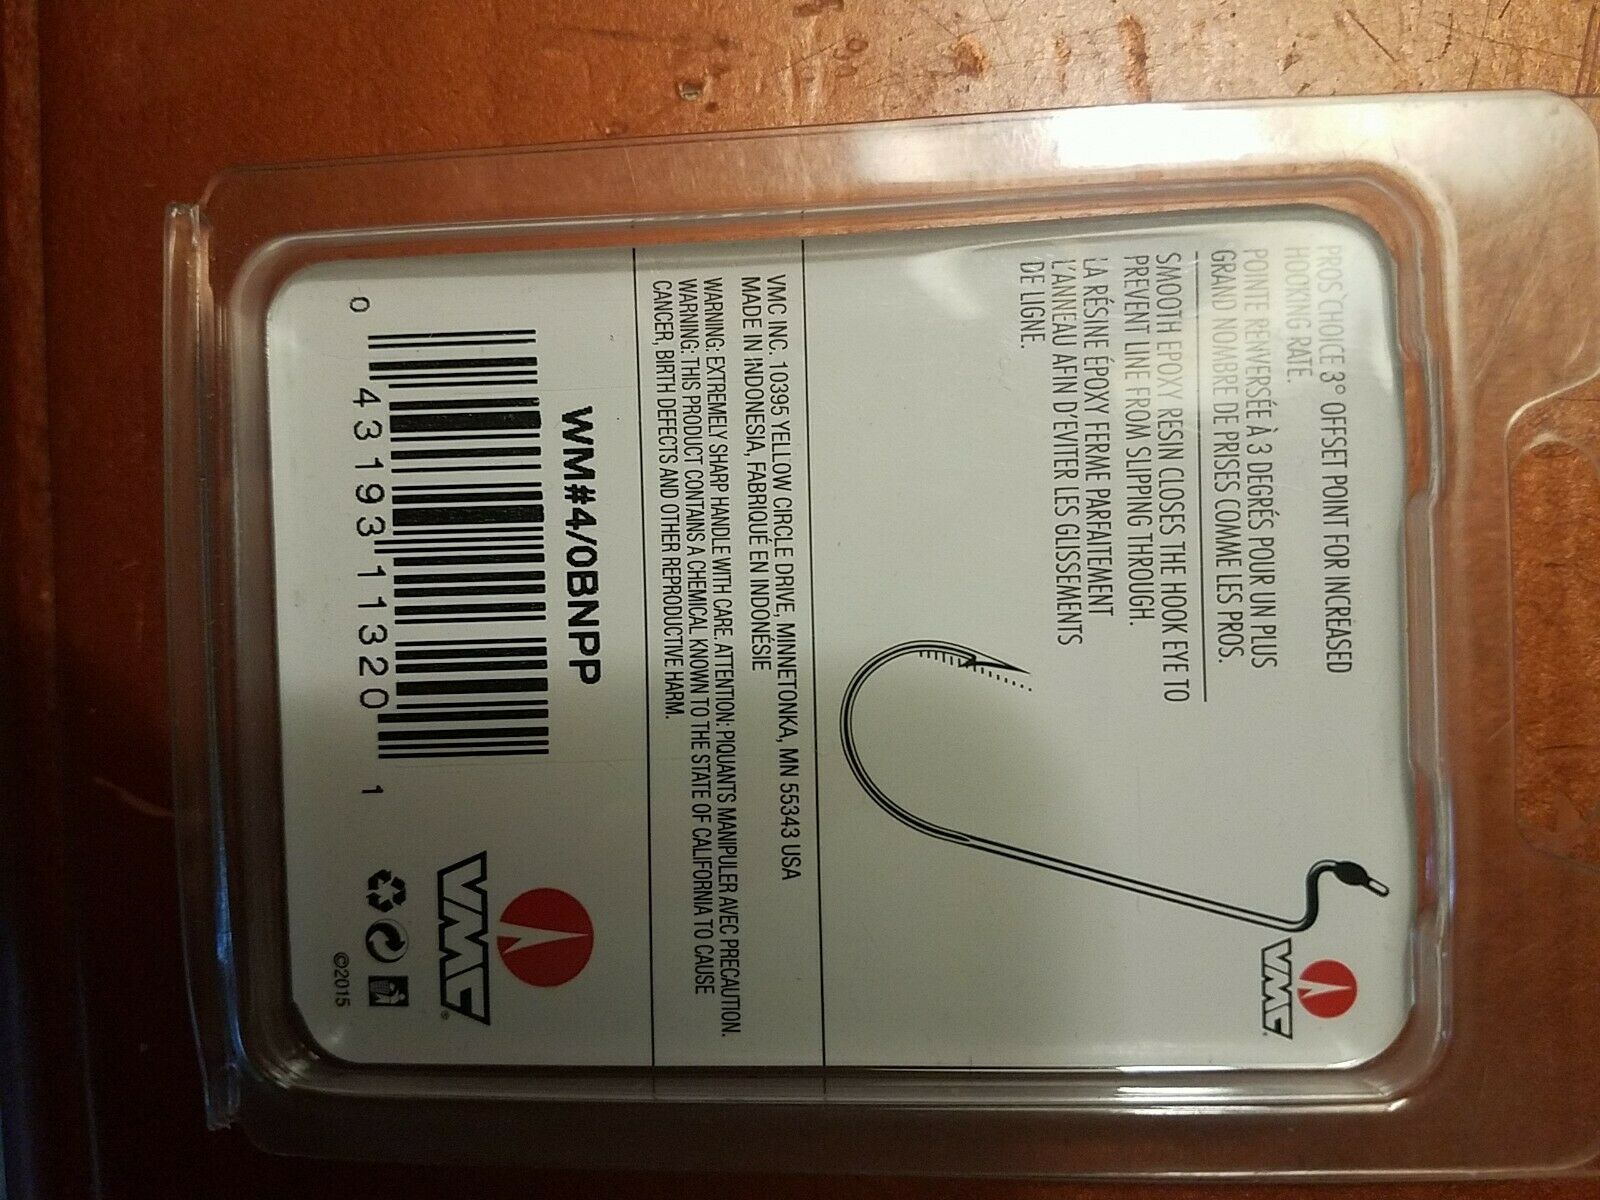 PROS' CHOICE 3° OFFSET POINT FOR INCREASED
HOOKING RATE.
POINTE RENVERSÉE À 3 DEGRÉS POUR UN PLUS
GRAND NOMBRE DE PRISES COMME LES PROS.
SMOOTH EPOXY RESIN CLOSES THE HOOK EYE TO
PREVENT LINE FROM SLIPPING THROUGH.
LA RÉSINE ÉPOXY FERME PARFAITEMENT
L'ANNEAU AFIN D'EVITER LES GLISSEMENTS
DE LIGNE.
VMC
VMC INC. 10395 YELLOW CIRCLE DRIVE, MINNETONKA, MN 55343 USA
MADE IN INDONESIA, FABRIQUÉ EN INDONÉSIE
WARNING: EXTREMELY SHARP HANDLE WITH CARE. ATTENTION: PIQUANTS MANIPULER AVEC PRECAUTION.
WARNING: THIS PRODUCT CONTAINS A CHEMICAL KNOWN TO THE STATE OF CALIFORNIA TO CAUSE
CANCER, BIRTH DEFECTS AND OTHER REPRODUCTIVE HARM.
WM#4/0BNPP
0 43193 11320 1
VMC®
©2015